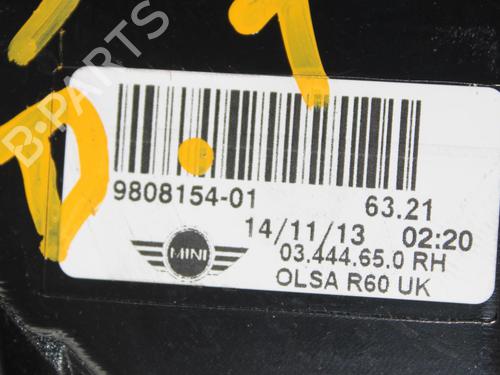 B-PARTS
9808154-01 63.21
14/11/13 02:20
MINI
03.444.65.0 RH
OLSA R60 UK